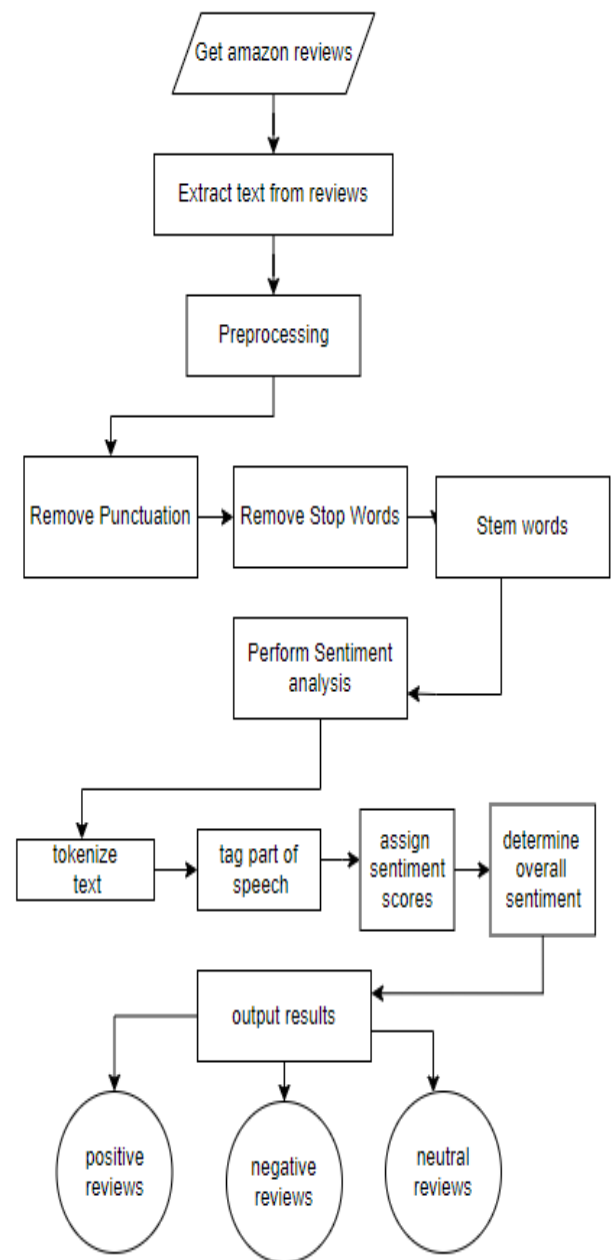 Get amazon reviews
Extract text from reviews
Preprocessing
Remove Punctuation
Remove Stop Words
Stem words
Perform Sentiment
analysis
tokenize
text
tag part of
speech
assign
sentiment
scores
determine
overall
sentiment
output results
positive
reviews
negative
reviews
neutral
reviews